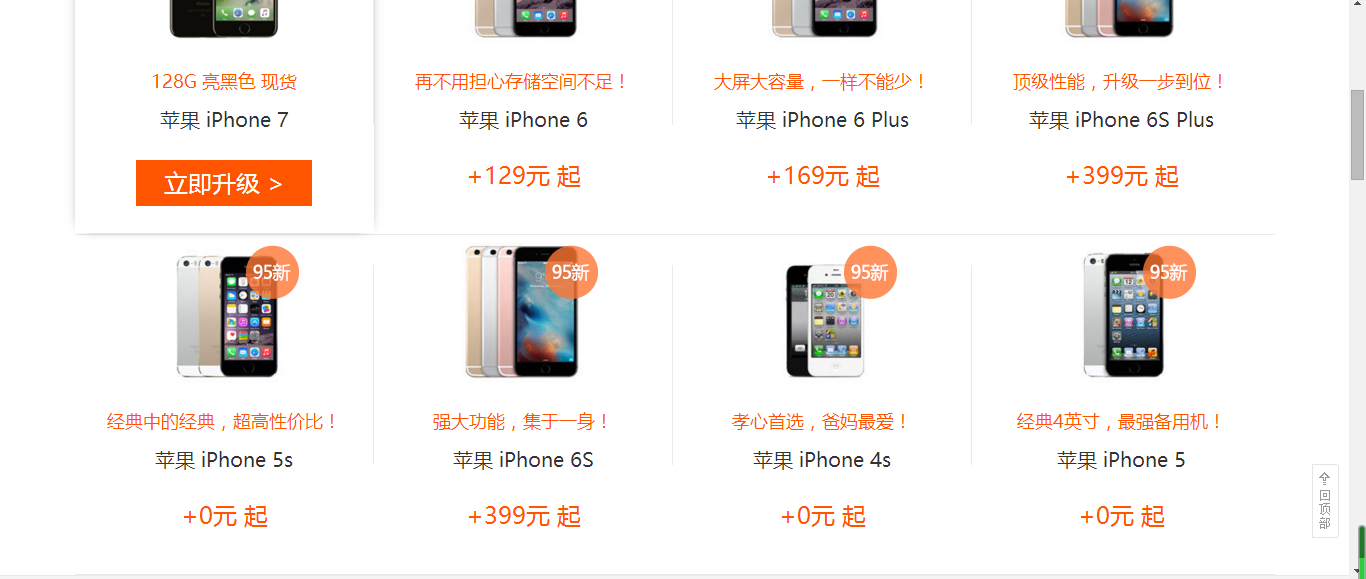 128G 亮黑色 现货
再不用担心存储空间不足！
大屏大容量，一样不能少！
顶级性能，升级一步到位！
苹果 iPhone 7
苹果 iPhone 6
苹果 iPhone 6 Plus
苹果 iPhone 6S Plus
立即升级 >
+129元 起
+169元 起
+399元 起
95新
95新
95新
95新
经典中的经典，超高性价比！
强大功能，集于一身！
孝心首选，爸妈最爱！
经典4英寸，最强备用机！
苹果 iPhone 5s
苹果 iPhone 6S
苹果 iPhone 4s
苹果 iPhone 5
+0元 起
+399元 起
+0元 起
+0元 起
回
顶
部